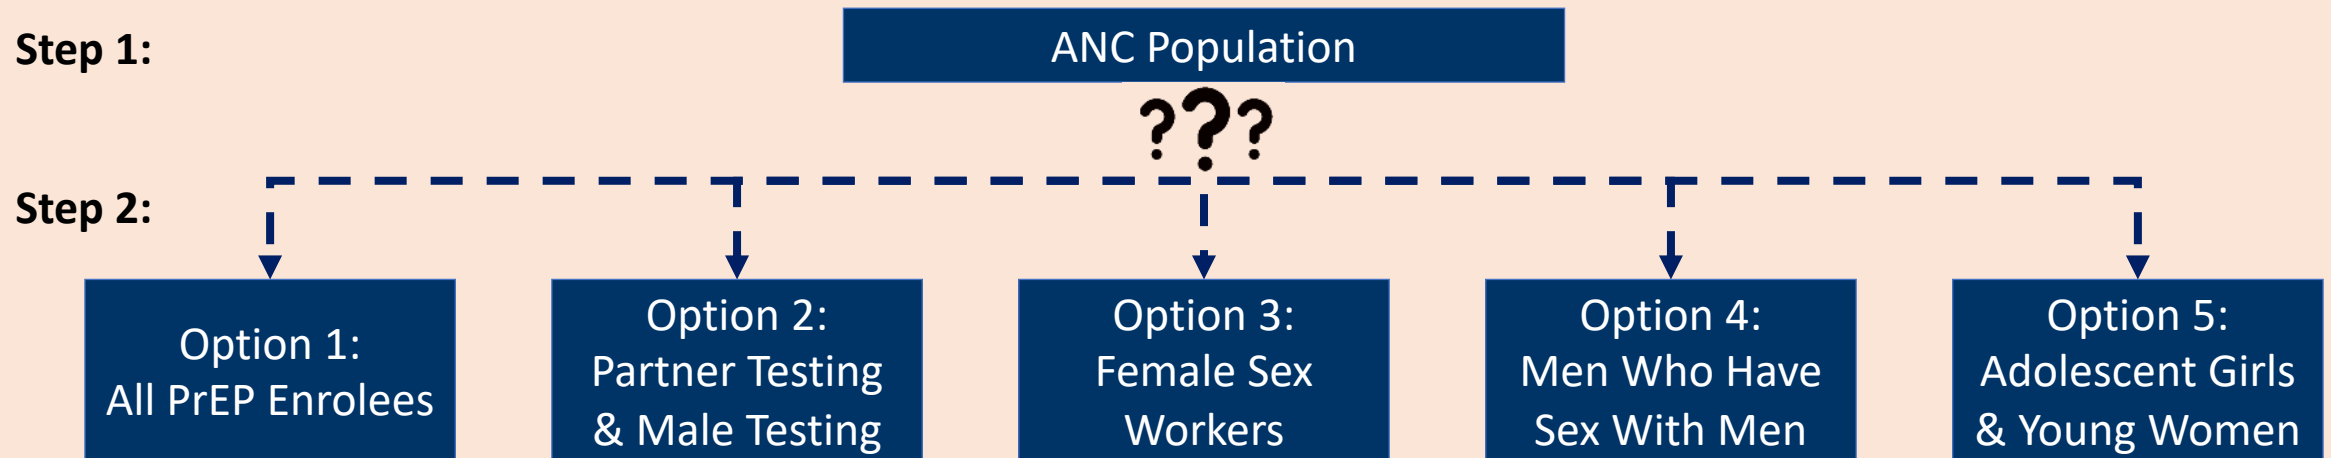 Step 1:
ANC Population
???
Step 2:
Option 1:
All PrEP Enrolees
Option 2:
Partner Testing
& Male Testing
Option 3:
Female Sex
Workers
Option 4:
Men Who Have
Sex With Men
Option 5:
Adolescent Girls
& Young Women